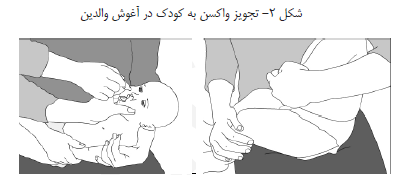 شکل ۲- تجویز واکسن به کودک در آغوش والدین